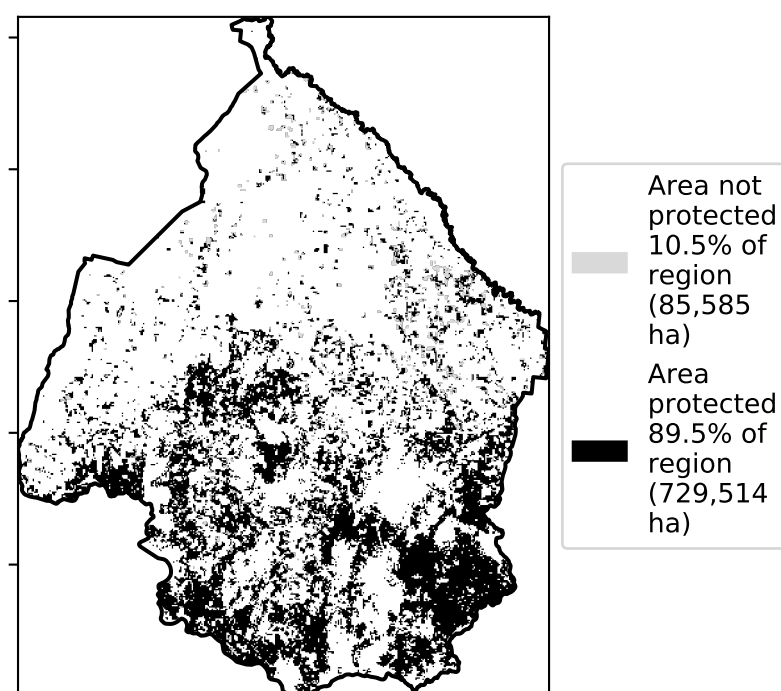 Area not
protected
10.5% of
region
(85,585
ha)
Area
protected
89.5% of
region
(729,514
ha)